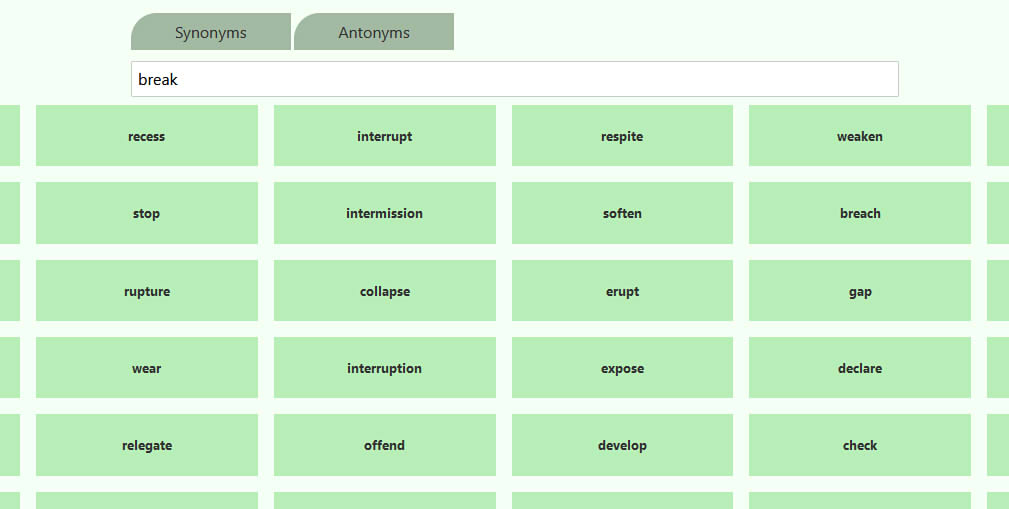 Synonyms Antonyms
break
recess interrupt respite weaken
stop intermission soften breach
rupture collapse erupt gap
wear interruption expose declare
relegate offend develop check